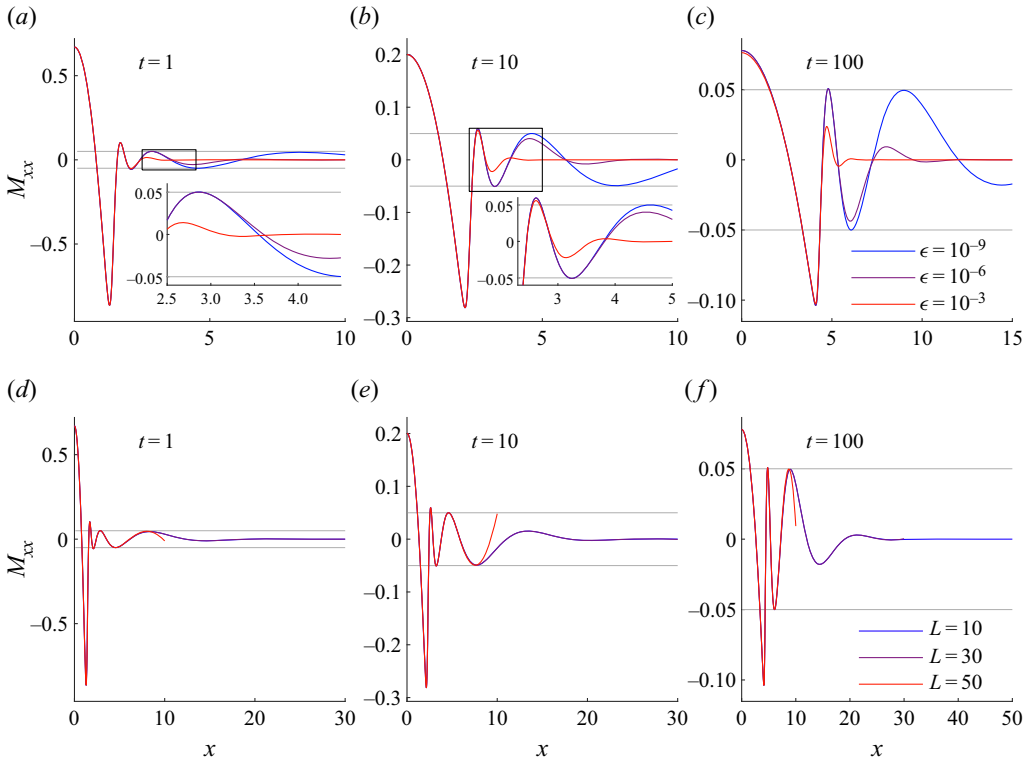 (a)
(b)
(c)
t = 1
t = 10
t = 100
M_xx
0.5
0
−0.5
0.05
0
−0.05
2.5 3.0 3.5 4.0
0 5 10
0.2
0.1
0
−0.1
−0.2
−0.3
0.05
0
−0.05
3 4 5
0 5 10
0.05
0
−0.05
−0.10
ϵ = 10⁻⁹
ϵ = 10⁻⁶
ϵ = 10⁻³
0 5 10 15
(d)
(e)
(f)
t = 1
t = 10
t = 100
M_xx
0.5
0
−0.5
0 10 20 30
x
0.2
0.1
0
−0.1
−0.2
−0.3
0 10 20 30
x
0.05
0
−0.05
−0.10
L = 10
L = 30
L = 50
0 10 20 30 40 50
x